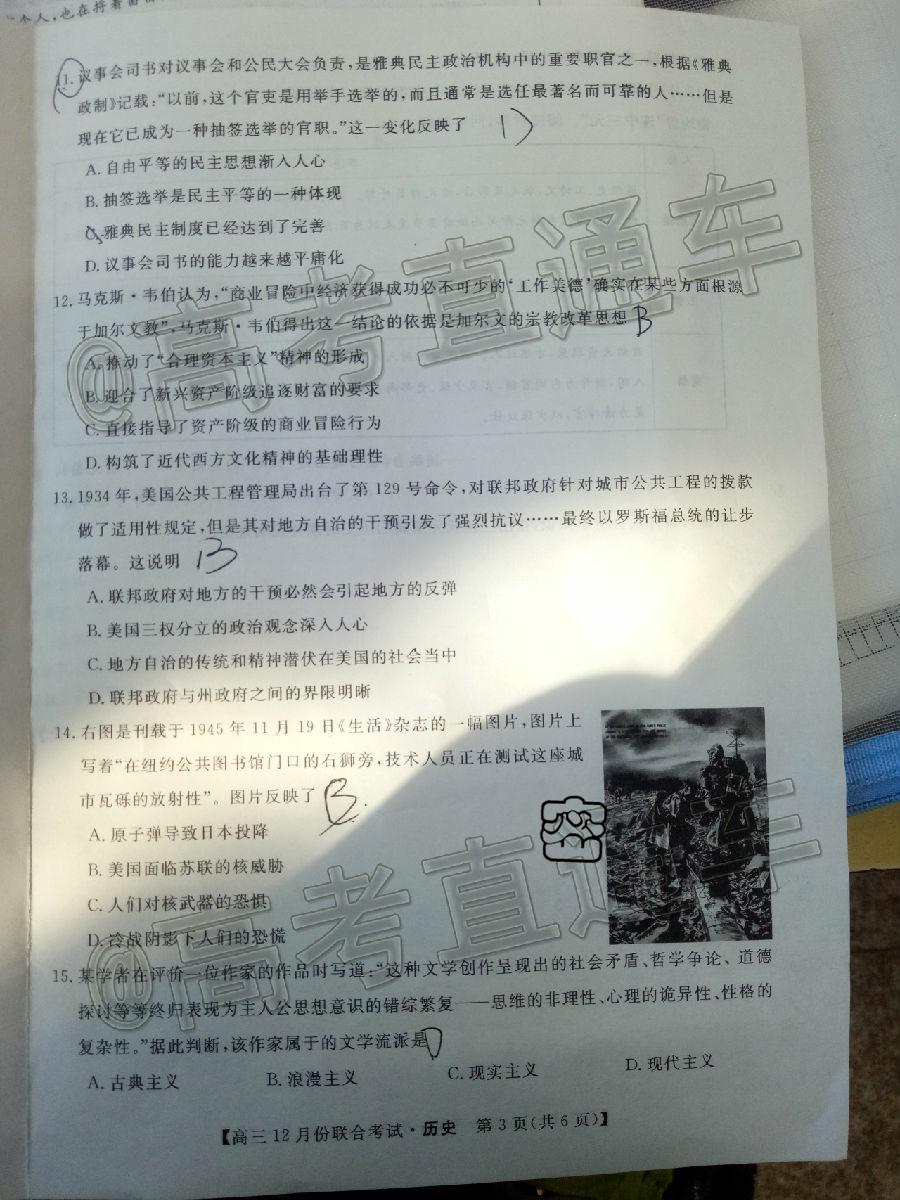 个人,也在持着
11.议事会司书对议事会和公民大会负责,是雅典民主政治机构中的重要职官之一,根据《雅典
政制》记载:“以前,这个官吏是用举手选举的,而且通常是选任最著名而可靠的人……但是
现在它已成为一种抽签选举的官职。”这一变化反映了 D
A.自由平等的民主思想渐入人心
B.抽签选举是民主平等的一种体现
C.雅典民主制度已经达到了完善
D.议事会司书的能力越来越平庸化
12.马克斯·韦伯认为,“商业冒险中经济获得成功必不可少的‘工作美德’确实在某些方面根源
于加尔文教”,马克斯·韦伯得出这一结论的依据是加尔文的宗教改革思想 B
A.推动了“合理资本主义”精神的形成
B.迎合了新兴资产阶级追逐财富的要求
C.直接指导了资产阶级的商业冒险行为
D.构筑了近代西方文化精神的基础理性
13.1934年,美国公共工程管理局出台了第129号命令,对联邦政府针对城市公共工程的拨款
做了适用性规定,但是其对地方自治的干预引发了强烈抗议……最终以罗斯福总统的让步
落幕。这说明 B
A.联邦政府对地方的干预必然会引起地方的反弹
B.美国三权分立的政治观念深入人心
C.地方自治的传统和精神潜伏在美国的社会当中
D.联邦政府与州政府之间的界限明晰
14.右图是刊载于1945年11月19日《生活》杂志的一幅图片,图片上
写着“在纽约公共图书馆门口的石狮旁,技术人员正在测试这座城
市瓦砾的放射性”。图片反映了 B.
A.原子弹导致日本投降
B.美国面临苏联的核威胁
C.人们对核武器的恐惧
D.冷战阴影下人们的恐慌
密
15.某学者在评价一位作家的作品时写道:“这种文学创作呈现出的社会矛盾、哲学争论、道德
探讨等等终归表现为主人公思想意识的错综繁复——思维的非理性、心理的诡异性、性格的
复杂性。”据此判断,该作家属于的文学流派是 D
A.古典主义 B.浪漫主义 C.现实主义 D.现代主义
【高三12月份联合考试·历史 第3页(共6页)】
@高考直通车
@高考直通车